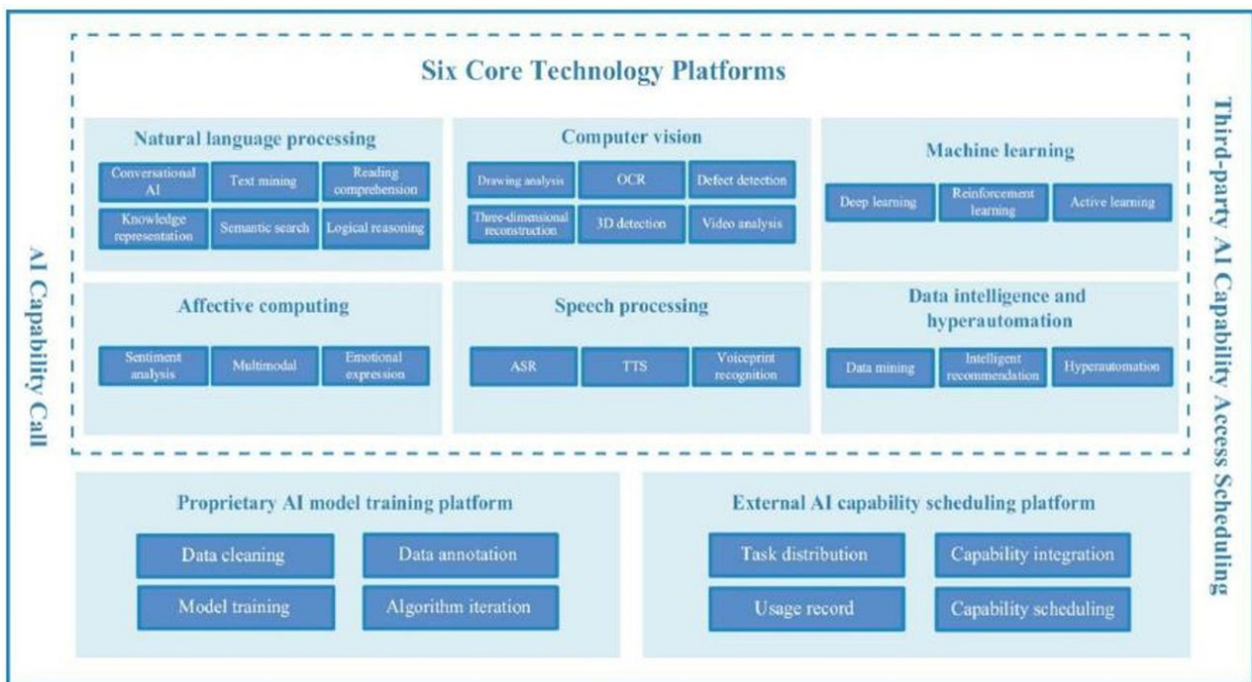 Six Core Technology Platforms
Natural language processing
Conversational
AI
Text mining
Reading
comprehension
Knowledge
representation
Semantic search
Logical reasoning
Computer vision
Drawing analysis
OCR
Defect detection
Three-dimensional
reconstruction
3D detection
Video analysis
Machine learning
Deep learning
Reinforcement
learning
Active learning
Affective computing
Sentiment
analysis
Multimodal
Emotional
expression
Speech processing
ASR
TTS
Voiceprint
recognition
Data intelligence and
hyperautomation
Data mining
Intelligent
recommendation
Hyperautomation
AI Capability Call
Third-party AI Capability Access Scheduling
Proprietary AI model training platform
Data cleaning
Data annotation
Model training
Algorithm iteration
External AI capability scheduling platform
Task distribution
Capability integration
Usage record
Capability scheduling